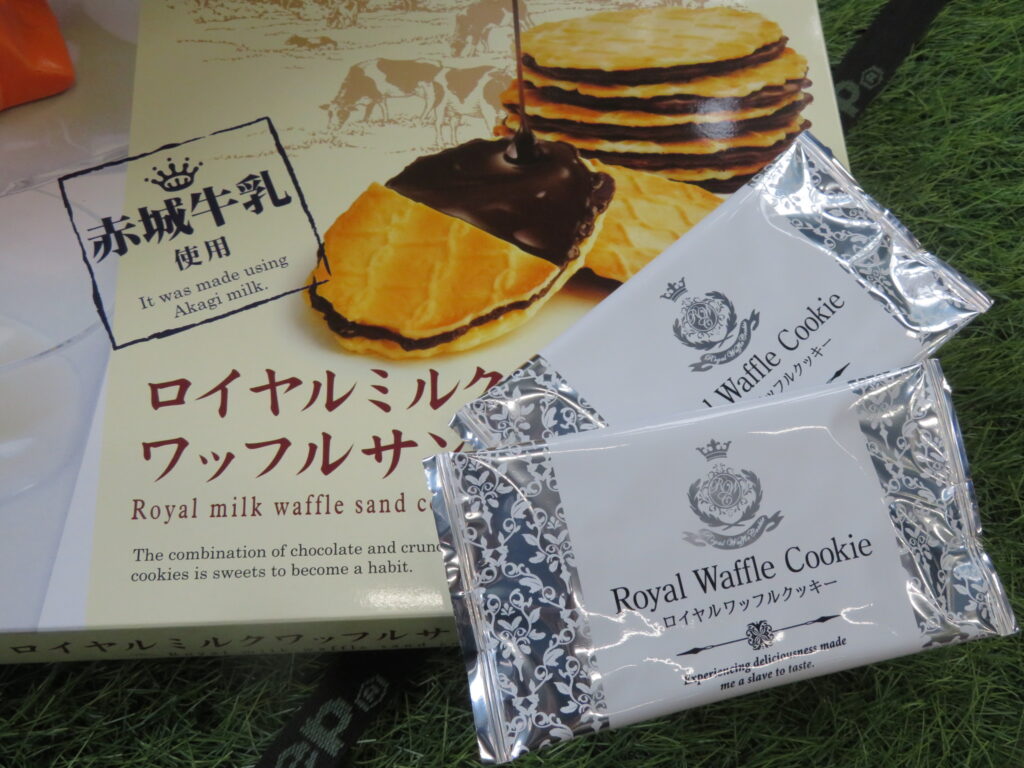 赤城牛乳
使用
It was made using
Akagi milk.
ロイヤルミルク
ワッフルサン
Royal milk waffle sand
The combination of chocolate and
cookies is sweets to become a habit.
ロイヤルミルクワッフルサ
Waffle Cookie
ッフルクッキー
Royal Waffle Cookie
ロイヤルワッフルクッキー
Experiencing deliciousness made
me a slave to taste.